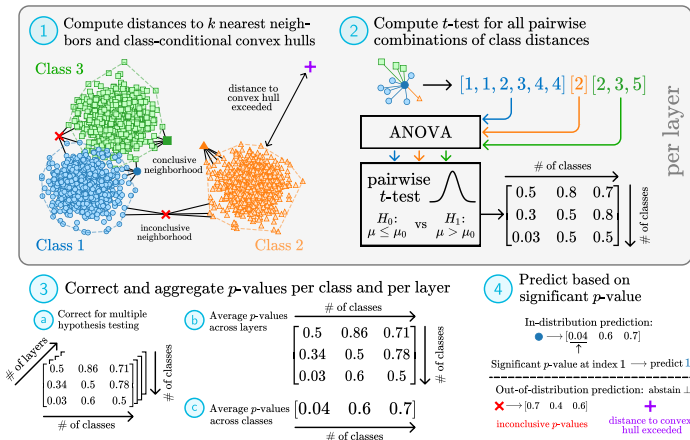 1 Compute distances to k nearest neigh-
bors and class-conditional convex hulls
Class 3
distance to
convex hull
exceeded
conclusive
neighborhood
Class 1
inconclusive
neighborhood
Class 2
2 Compute t-test for all pairwise
combinations of class distances
[1, 1, 2, 3, 4, 4] [2] [2, 3, 5]
ANOVA
pairwise
t-test
H₀: vs H₁:
μ ≤ μ₀ μ > μ₀
# of classes
0.5 0.8 0.7
0.3 0.5 0.8
0.03 0.5 0.5
# of classes
per layer
3 Correct and aggregate p-values per class and per layer
a Correct for multiple
hypothesis testing
# of layers
0.5 0.86 0.71
0.34 0.5 0.78
0.03 0.6 0.5
# of classes
# of classes
b Average p-values
across layers
# of classes
0.5 0.86 0.71
0.34 0.5 0.78
0.03 0.6 0.5
# of classes
c Average p-values
across classes
[0.04 0.6 0.7]
4 Predict based on
significant p-value
In-distribution prediction:
→ [0.04 0.6 0.7]
Significant p-value at index 1 → predict 1
Out-of-distribution prediction: abstain ⊥
→ [0.7 0.4 0.6]
inconclusive p-values
distance to convex
hull exceeded